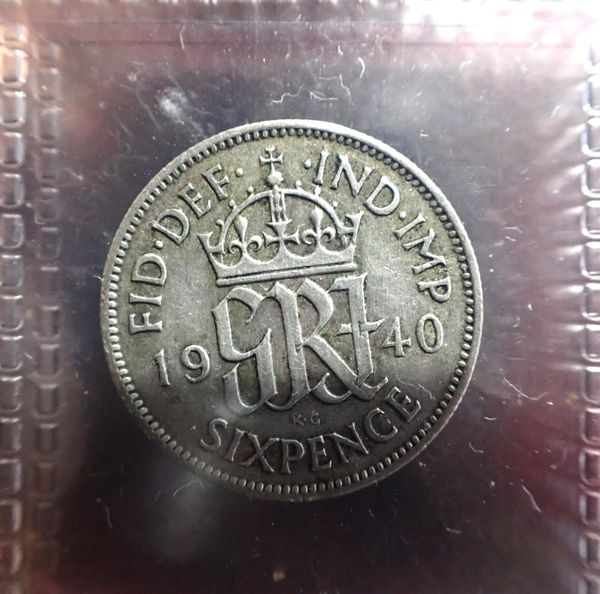 FID·DEF· ·IND·IMP
GRI
19 40
K·G
·SIXPENCE·